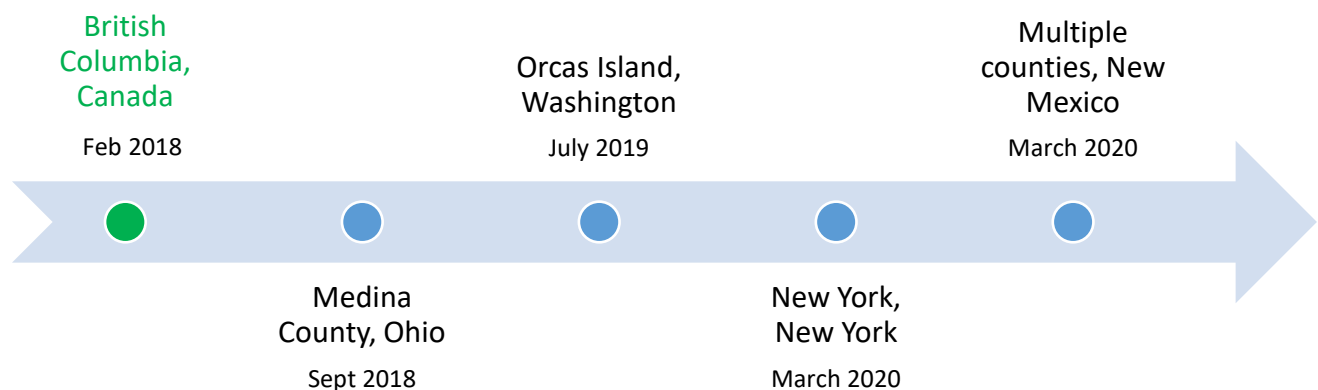 British
Columbia,
Canada
Feb 2018
Medina
County, Ohio
Sept 2018
Orcas Island,
Washington
July 2019
New York,
New York
March 2020
Multiple
counties, New
Mexico
March 2020